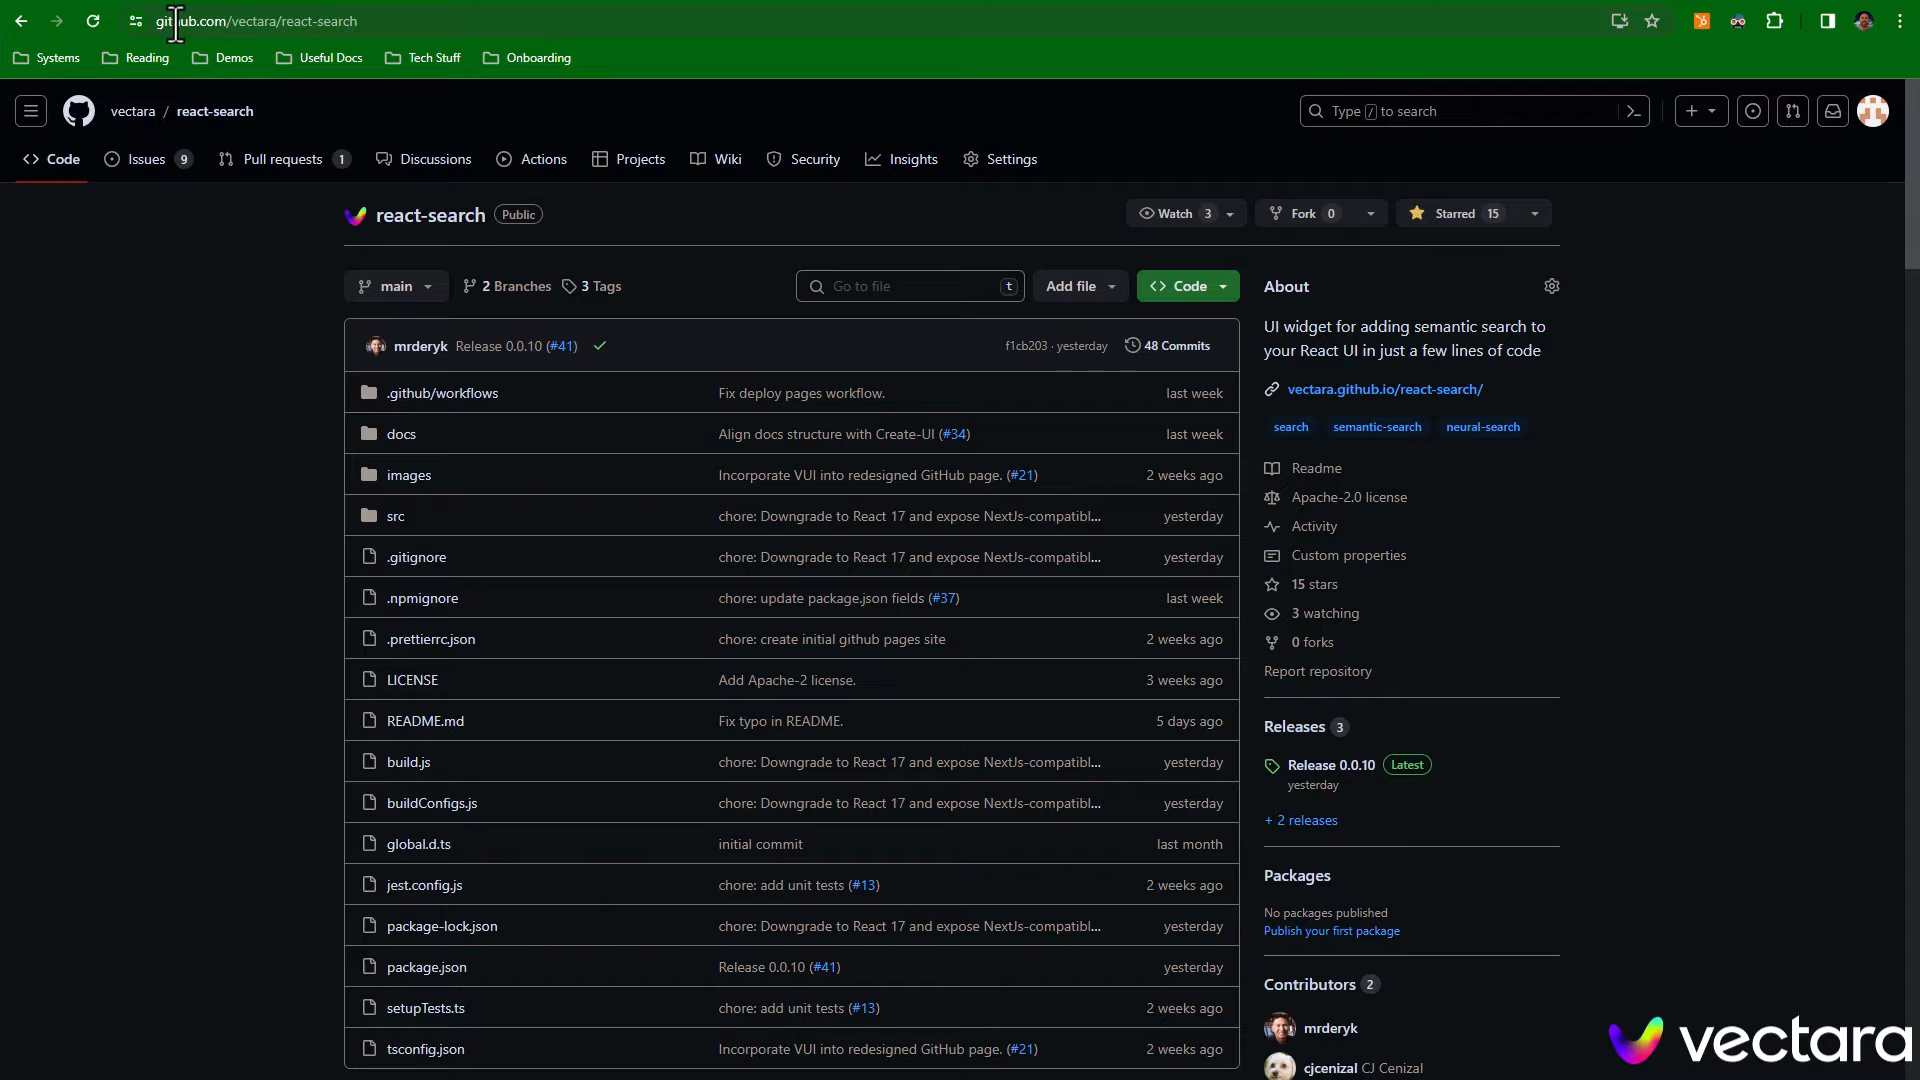 github.com/vectara/react-search
Systems Reading Demos Useful Docs Tech Stuff Onboarding
vectara / react-search
Type / to search
Code Issues 9 Pull requests 1 Discussions Actions Projects Wiki Security Insights Settings
react-search Public
Watch 3 Fork 0 Starred 15
main 2 Branches 3 Tags Go to file t Add file Code
mrderyk Release 0.0.10 (#41) f1cb203 · yesterday 48 Commits
.github/workflows Fix deploy pages workflow. last week
docs Align docs structure with Create-UI (#34) last week
images Incorporate VUI into redesigned GitHub page. (#21) 2 weeks ago
src chore: Downgrade to React 17 and expose NextJs-compatibl... yesterday
.gitignore chore: Downgrade to React 17 and expose NextJs-compatibl... yesterday
.npmignore chore: update package.json fields (#37) last week
.prettierrc.json chore: create initial github pages site 2 weeks ago
LICENSE Add Apache-2 license. 3 weeks ago
README.md Fix typo in README. 5 days ago
build.js chore: Downgrade to React 17 and expose NextJs-compatibl... yesterday
buildConfigs.js chore: Downgrade to React 17 and expose NextJs-compatibl... yesterday
global.d.ts initial commit last month
jest.config.js chore: add unit tests (#13) 2 weeks ago
package-lock.json chore: Downgrade to React 17 and expose NextJs-compatibl... yesterday
package.json Release 0.0.10 (#41) yesterday
setupTests.ts chore: add unit tests (#13) 2 weeks ago
tsconfig.json Incorporate VUI into redesigned GitHub page. (#21) 2 weeks ago
About
UI widget for adding semantic search to
your React UI in just a few lines of code
vectara.github.io/react-search/
search semantic-search neural-search
Readme
Apache-2.0 license
Activity
Custom properties
15 stars
3 watching
0 forks
Report repository
Releases 3
Release 0.0.10 Latest
yesterday
+ 2 releases
Packages
No packages published
Publish your first package
Contributors 2
mrderyk
cjcenizal CJ Cenizal
vectara